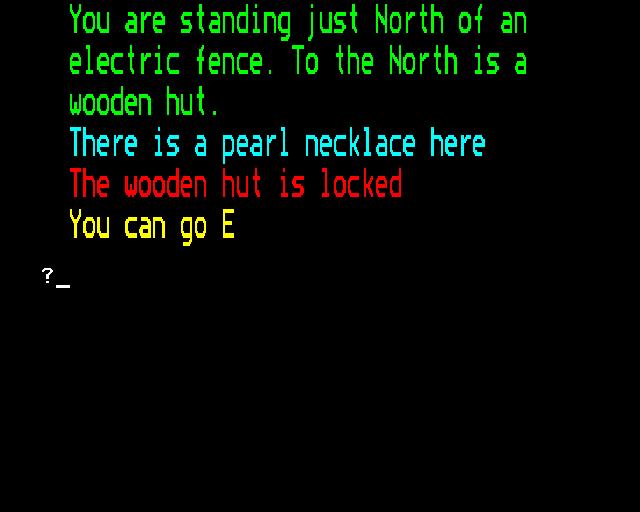 You are standing just North of an
electric fence. To the North is a
wooden hut.
There is a pearl necklace here
The wooden hut is locked
You can go E
?_